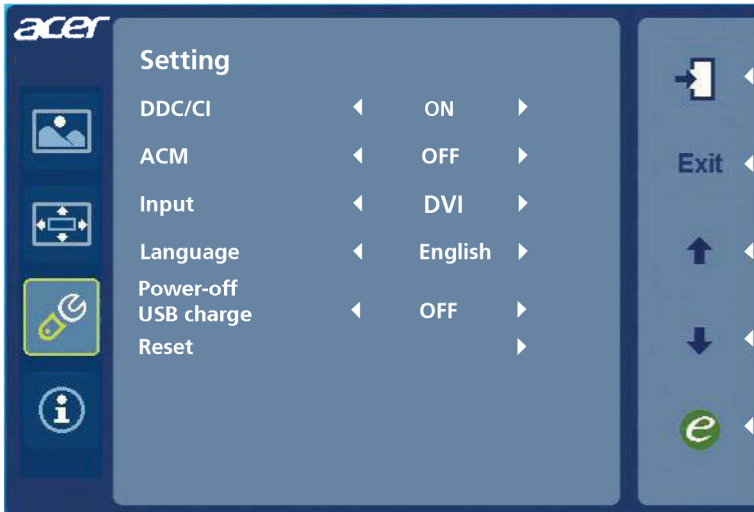 acer
Setting
DDC/CI ON
ACM OFF
Input DVI
Language English
Power-off
USB charge OFF
Reset
Exit
e